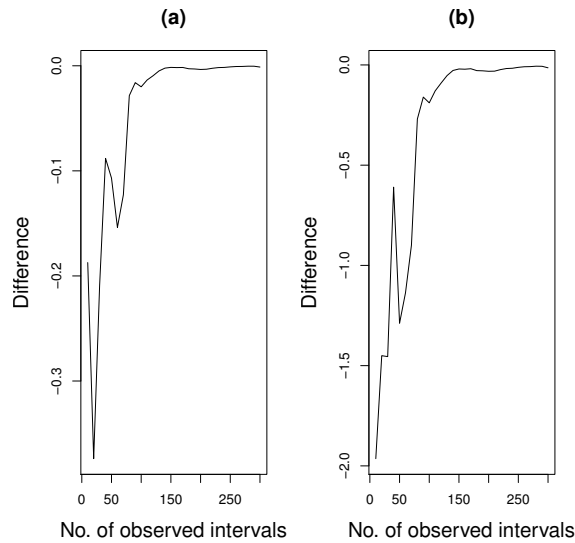 (a)
Difference
0.0
−0.1
−0.2
−0.3
0
50
150
250
No. of observed intervals
(b)
Difference
0.0
−0.5
−1.0
−1.5
−2.0
0
50
150
250
No. of observed intervals